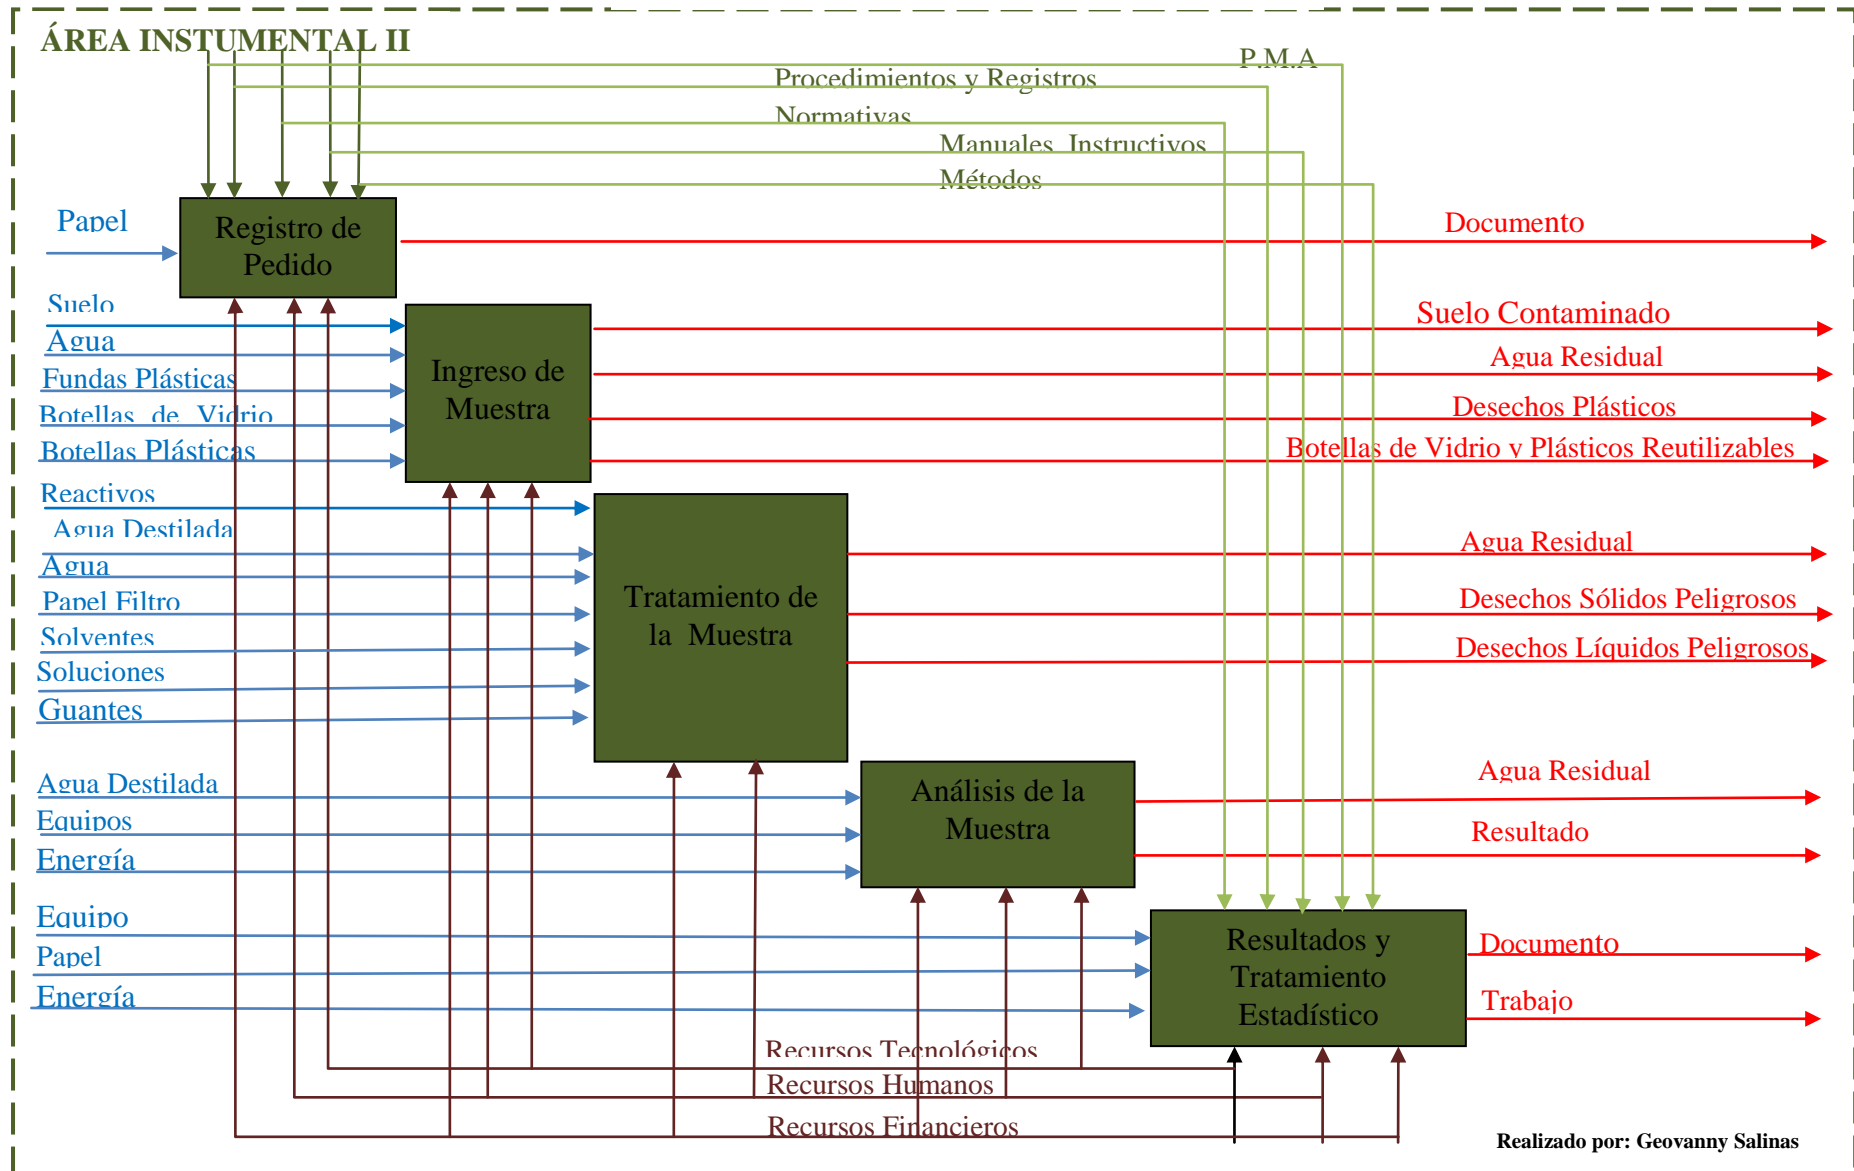 ÁREA INSTUMENTAL II
P.M.A
Procedimientos y Registros
Normativas
Manuales Instructivos
Métodos
Papel
Registro de
Pedido
Documento
Suelo
Agua
Fundas Plásticas
Botellas de Vidrio
Botellas Plásticas
Ingreso de
Muestra
Suelo Contaminado
Agua Residual
Desechos Plásticos
Botellas de Vidrio y Plásticos Reutilizables
Reactivos
Agua Destilada
Agua
Papel Filtro
Solventes
Soluciones
Guantes
Tratamiento de
la Muestra
Agua Residual
Desechos Sólidos Peligrosos
Desechos Líquidos Peligrosos
Agua Destilada
Equipos
Energía
Análisis de la
Muestra
Agua Residual
Resultado
Equipo
Papel
Energía
Resultados y
Tratamiento
Estadístico
Documento
Trabajo
Recursos Tecnológicos
Recursos Humanos
Recursos Financieros
Realizado por: Geovanny Salinas